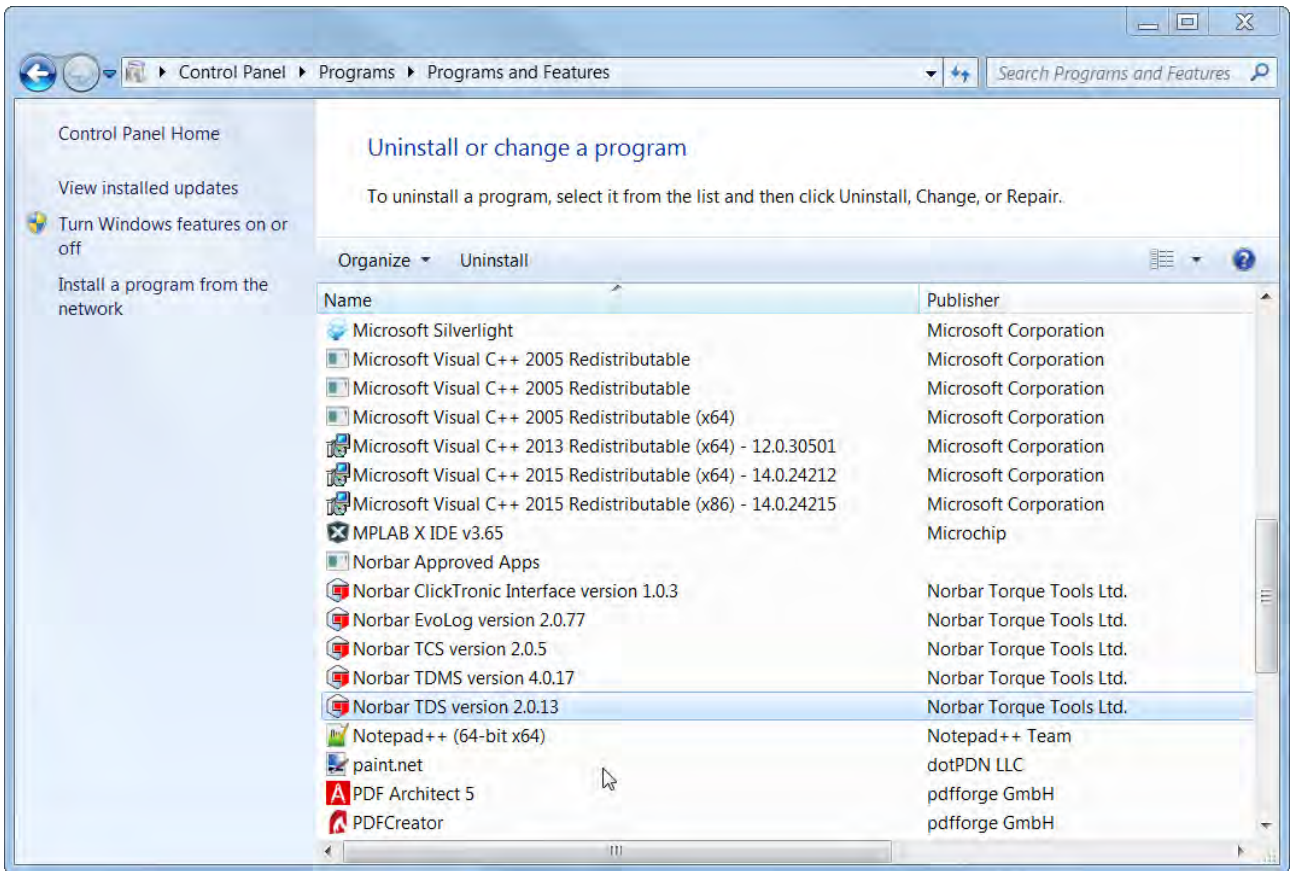 Control Panel Programs Programs and Features Search Programs and Features
Control Panel Home
View installed updates
Turn Windows features on or
off
Install a program from the
network
Uninstall or change a program
To uninstall a program, select it from the list and then click Uninstall, Change, or Repair.
Organize Uninstall
Name Publisher
Microsoft Silverlight Microsoft Corporation
Microsoft Visual C++ 2005 Redistributable Microsoft Corporation
Microsoft Visual C++ 2005 Redistributable Microsoft Corporation
Microsoft Visual C++ 2005 Redistributable (x64) Microsoft Corporation
Microsoft Visual C++ 2013 Redistributable (x64) - 12.0.30501 Microsoft Corporation
Microsoft Visual C++ 2015 Redistributable (x64) - 14.0.24212 Microsoft Corporation
Microsoft Visual C++ 2015 Redistributable (x86) - 14.0.24215 Microsoft Corporation
MPLAB X IDE v3.65 Microchip
Norbar Approved Apps
Norbar ClickTronic Interface version 1.0.3 Norbar Torque Tools Ltd.
Norbar EvoLog version 2.0.77 Norbar Torque Tools Ltd.
Norbar TCS version 2.0.5 Norbar Torque Tools Ltd.
Norbar TDMS version 4.0.17 Norbar Torque Tools Ltd.
Norbar TDS version 2.0.13 Norbar Torque Tools Ltd.
Notepad++ (64-bit x64) Notepad++ Team
paint.net dotPDN LLC
PDF Architect 5 pdfforge GmbH
PDFCreator pdfforge GmbH